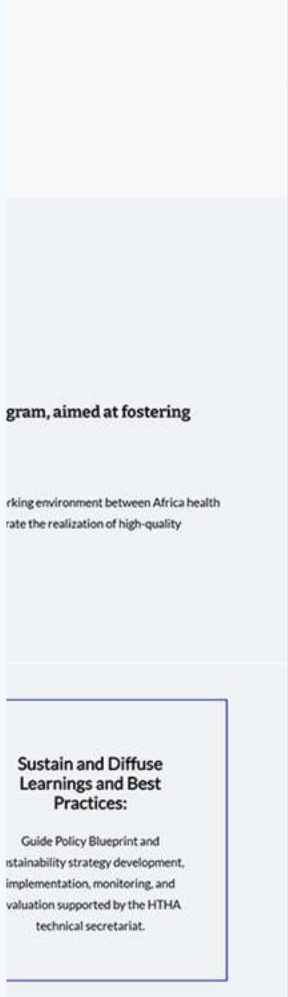 gram, aimed at fostering
rking environment between Africa health
rate the realization of high-quality
Sustain and Diffuse
Learnings and Best
Practices:
Guide Policy Blueprint and
stainability strategy development,
implementation, monitoring, and
valuation supported by the HTHA
technical secretariat.